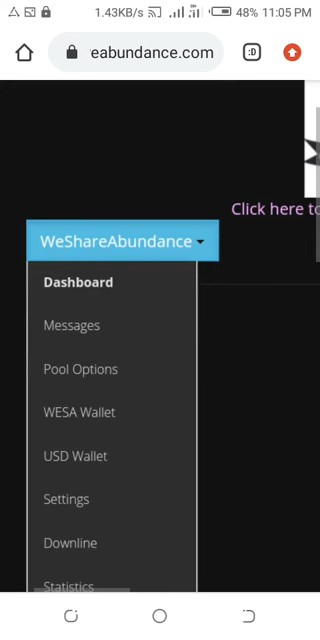 1.43KB/s 48% 11:05 PM
eabundance.com :D
Click here to
WeShareAbundance
Dashboard
Messages
Pool Options
WESA Wallet
USD Wallet
Settings
Downline
Statistics